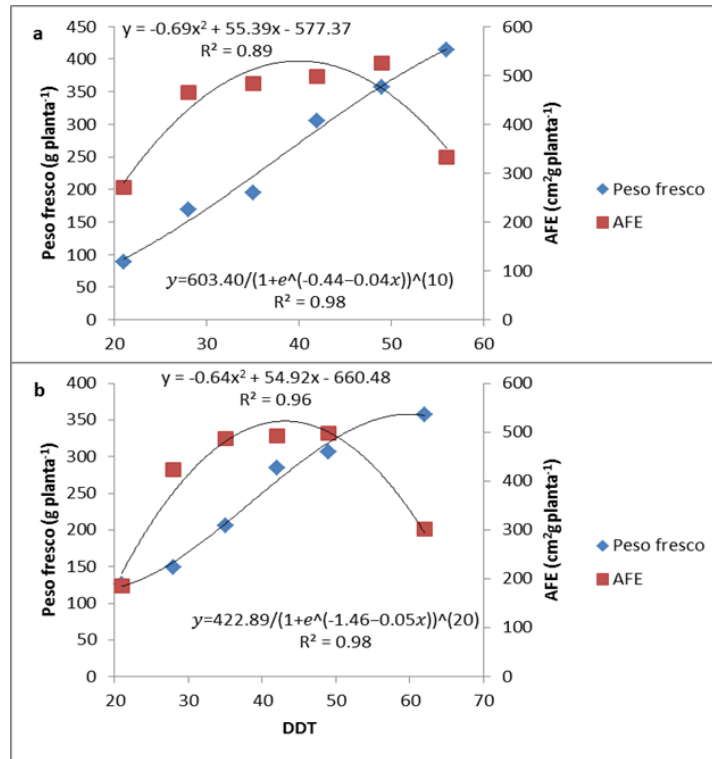 a
y = -0.69x² + 55.39x - 577.37
R² = 0.89
450
400
350
300
250
200
150
100
50
0
Peso fresco (g planta⁻¹)
600
500
400
300
200
100
0
AFE (cm²gplanta⁻¹)
Peso fresco
AFE
y=603.40/(1+e^(-0.44−0.04x))^(10)
R² = 0.98
20 30 40 50 60
b
y = -0.64x² + 54.92x - 660.48
R² = 0.96
400
350
300
250
200
150
100
50
0
Peso fresco (g planta⁻¹)
600
500
400
300
200
100
0
AFE (cm²gplanta⁻¹)
Peso fresco
AFE
y=422.89/(1+e^(-1.46−0.05x))^(20)
R² = 0.98
20 30 40 50 60 70
DDT